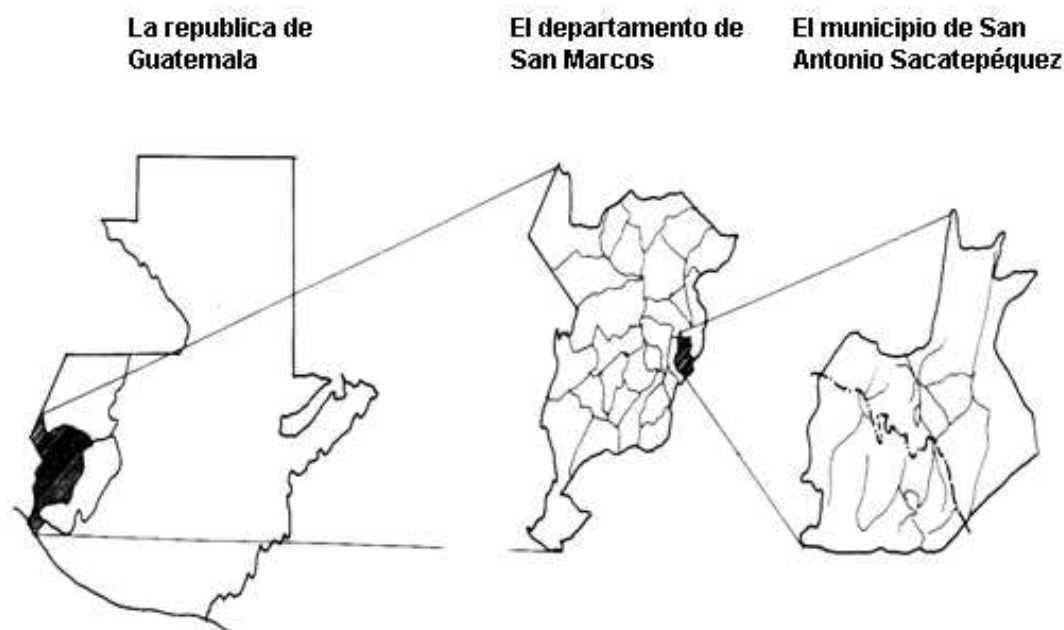 La republica de
Guatemala
El departamento de
San Marcos
El municipio de San
Antonio Sacatepéquez